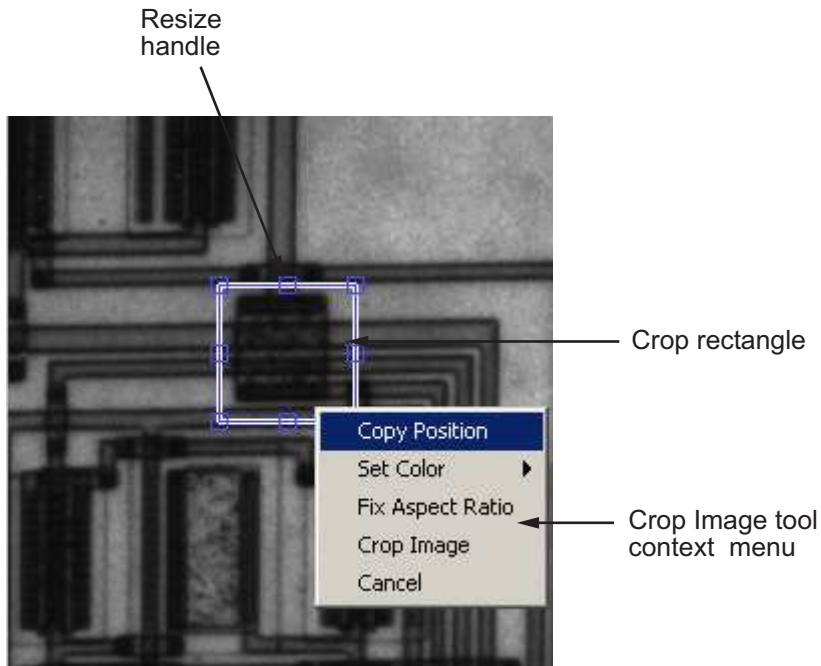 Resize
handle
Crop rectangle
Copy Position
Set Color
Fix Aspect Ratio
Crop Image
Cancel
Crop Image tool
context menu